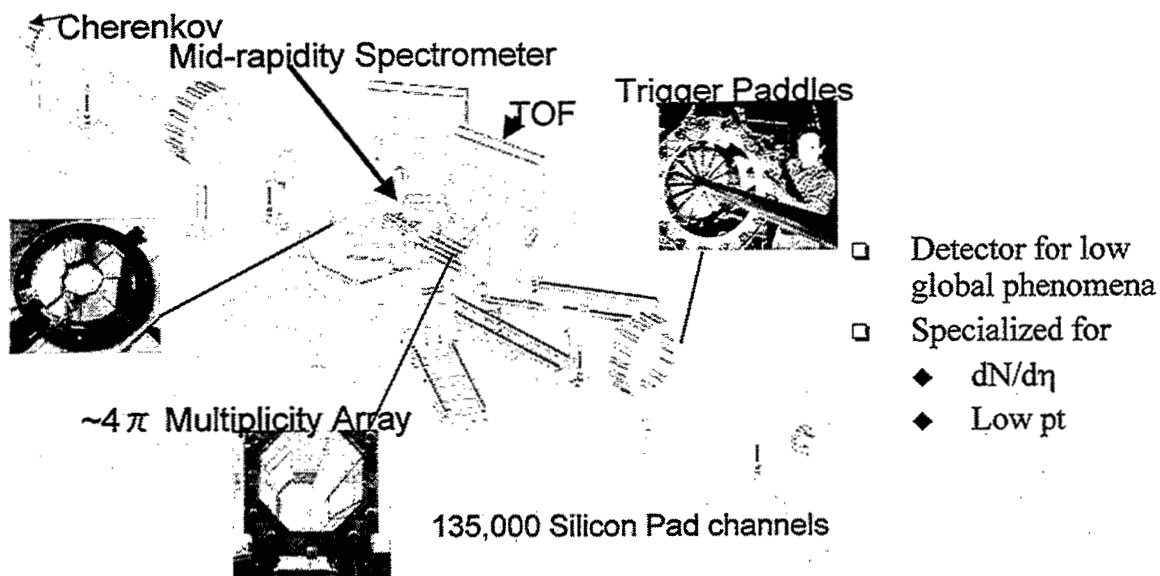 Cherenkov
Mid-rapidity Spectrometer
TOF
Trigger Paddles
~4π Multiplicity Array
135,000 Silicon Pad channels
❑ Detector for low
global phenomena
❑ Specialized for
◆ dN/dη
◆ Low pt